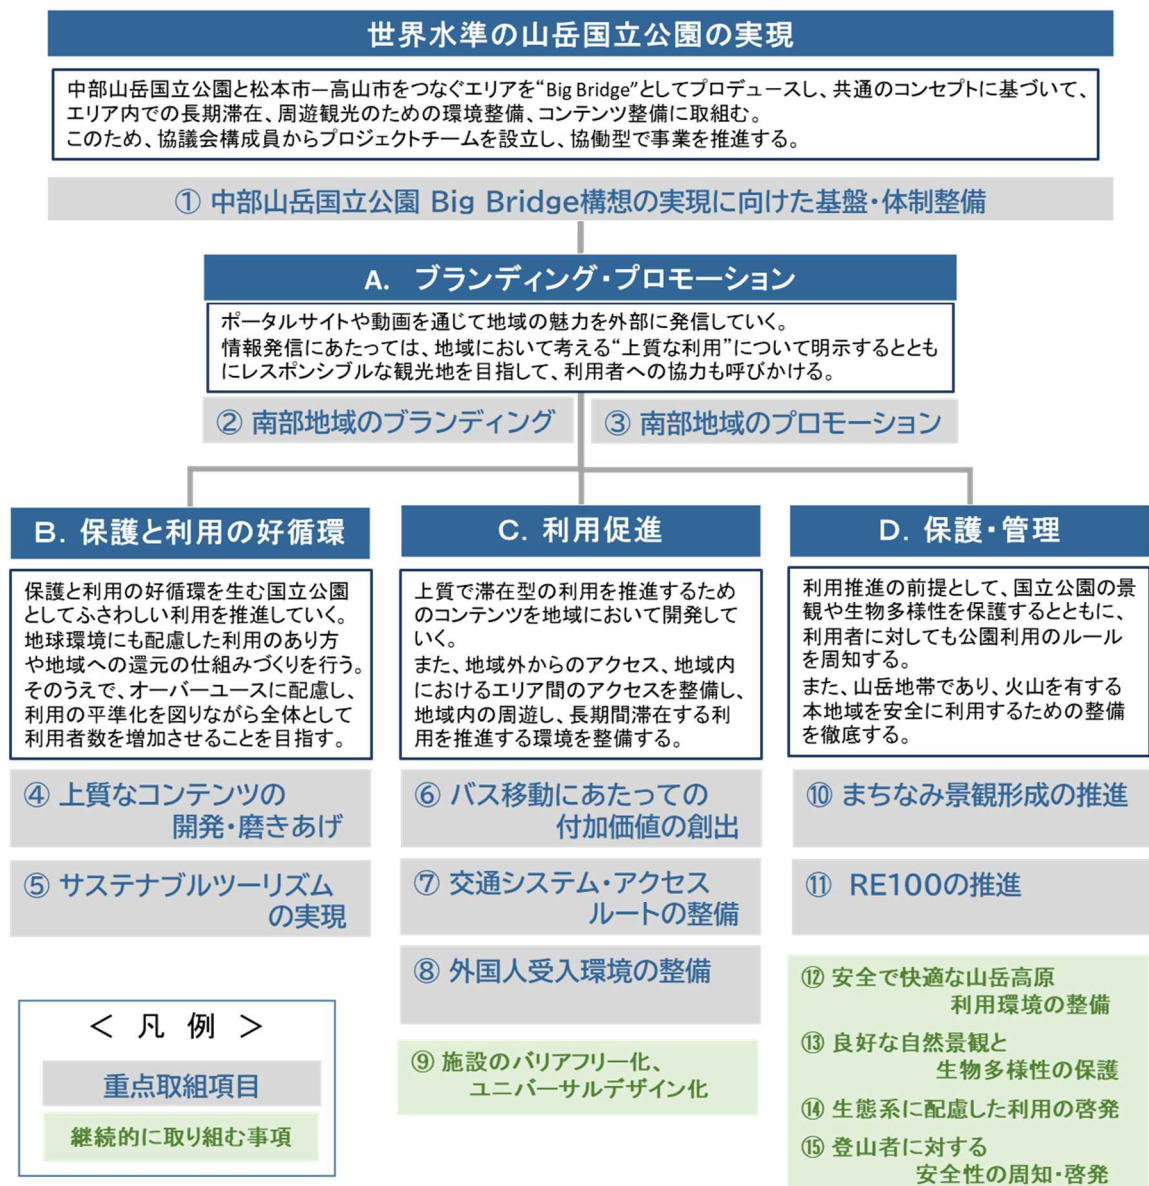 世界水準の山岳国立公園の実現
中部山岳国立公園と松本市―高山市をつなぐエリアを“Big Bridge”としてプロデュースし、共通のコンセプトに基づいて、
エリア内での長期滞在、周遊観光のための環境整備、コンテンツ整備に取組む。
このため、協議会構成員からプロジェクトチームを設立し、協働型で事業を推進する。
① 中部山岳国立公園 Big Bridge構想の実現に向けた基盤・体制整備
A. ブランディング・プロモーション
ポータルサイトや動画を通じて地域の魅力を外部に発信していく。
情報発信にあたっては、地域において考える“上質な利用”について明示するととも
にレスポンシブルな観光地を目指して、利用者への協力も呼びかける。
② 南部地域のブランディング
③ 南部地域のプロモーション
B. 保護と利用の好循環
保護と利用の好循環を生む国立公園
としてふさわしい利用を推進していく。
地球環境にも配慮した利用のあり方
や地域への還元の仕組みづくりを行う。
そのうえで、オーバーユースに配慮し、
利用の平準化を図りながら全体として
利用者数を増加させることを目指す。
④ 上質なコンテンツの
開発・磨きあげ
⑤ サステナブルツーリズム
の実現
C. 利用促進
上質で滞在型の利用を推進するため
のコンテンツを地域において開発して
いく。
また、地域外からのアクセス、地域内
におけるエリア間のアクセスを整備し、
地域内の周遊し、長期間滞在する利
用を推進する環境を整備する。
⑥ バス移動にあたっての
付加価値の創出
⑦ 交通システム・アクセス
ルートの整備
⑧ 外国人受入環境の整備
⑨ 施設のバリアフリー化、
ユニバーサルデザイン化
D. 保護・管理
利用推進の前提として、国立公園の景
観や生物多様性を保護するとともに、
利用者に対しても公園利用のルール
を周知する。
また、山岳地帯であり、火山を有する
本地域を安全に利用するための整備
を徹底する。
⑩ まちなみ景観形成の推進
⑪ RE100の推進
⑫ 安全で快適な山岳高原
利用環境の整備
⑬ 良好な自然景観と
生物多様性の保護
⑭ 生態系に配慮した利用の啓発
⑮ 登山者に対する
安全性の周知・啓発
＜ 凡 例 ＞
重点取組項目
継続的に取り組む事項